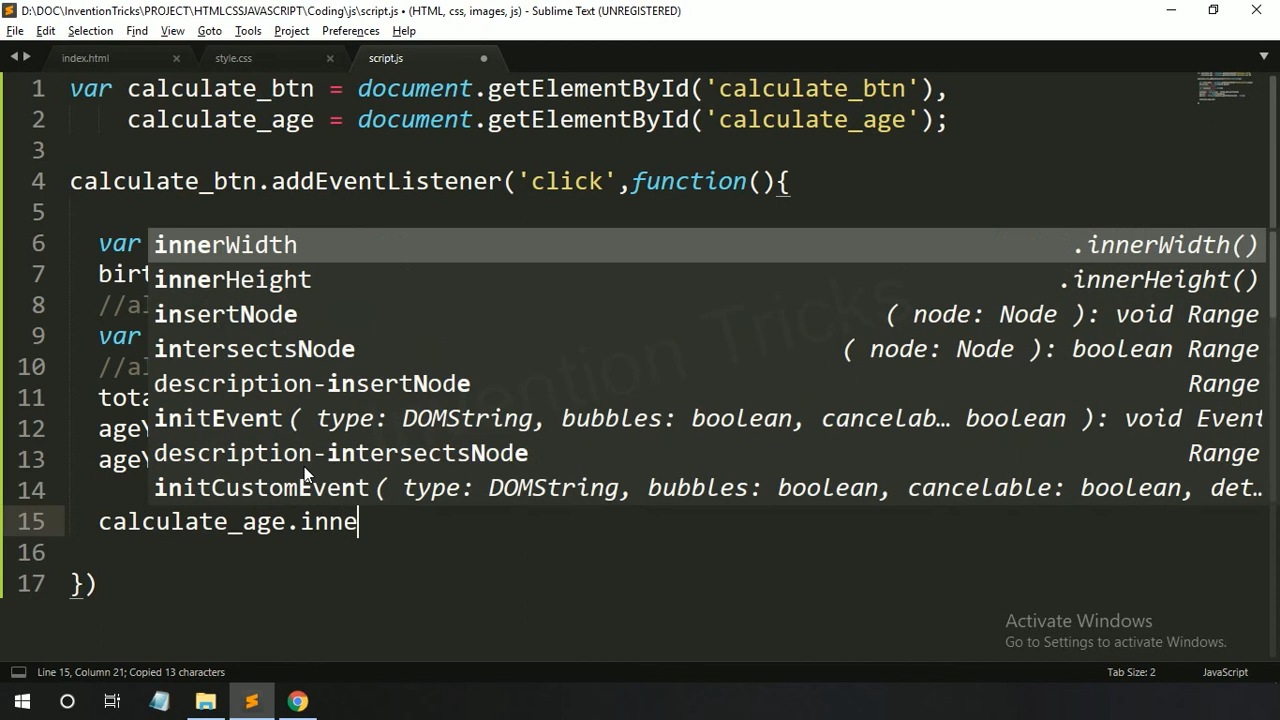 D:\DOC\InventionTricks\PROJECT\HTMLCSSJAVASCRIPT\Coding\js\script.js • (HTML, css, images, js) - Sublime Text (UNREGISTERED)
File Edit Selection Find View Goto Tools Project Preferences Help
index.html style.css script.js
1 var calculate_btn = document.getElementById('calculate_btn'),
2 calculate_age = document.getElementById('calculate_age');
3
4 calculate_btn.addEventListener('click',function(){
5
6 var innerWidth .innerWidth()
7 birt innerHeight .innerHeight()
8 //al insertNode ( node: Node ): void Range
9 var intersectsNode ( node: Node ): boolean Range
10 //al description-insertNode Range
11 tota initEvent( type: DOMString, bubbles: boolean, cancelab… boolean ): void Event
12 ageY description-intersectsNode Range
13 ageY initCustomEvent( type: DOMString, bubbles: boolean, cancelable: boolean, det…
14
15 calculate_age.inne
16
17 })
Invention Tricks
Activate Windows
Go to Settings to activate Windows.
Line 15, Column 21; Copied 13 characters Tab Size: 2 JavaScript